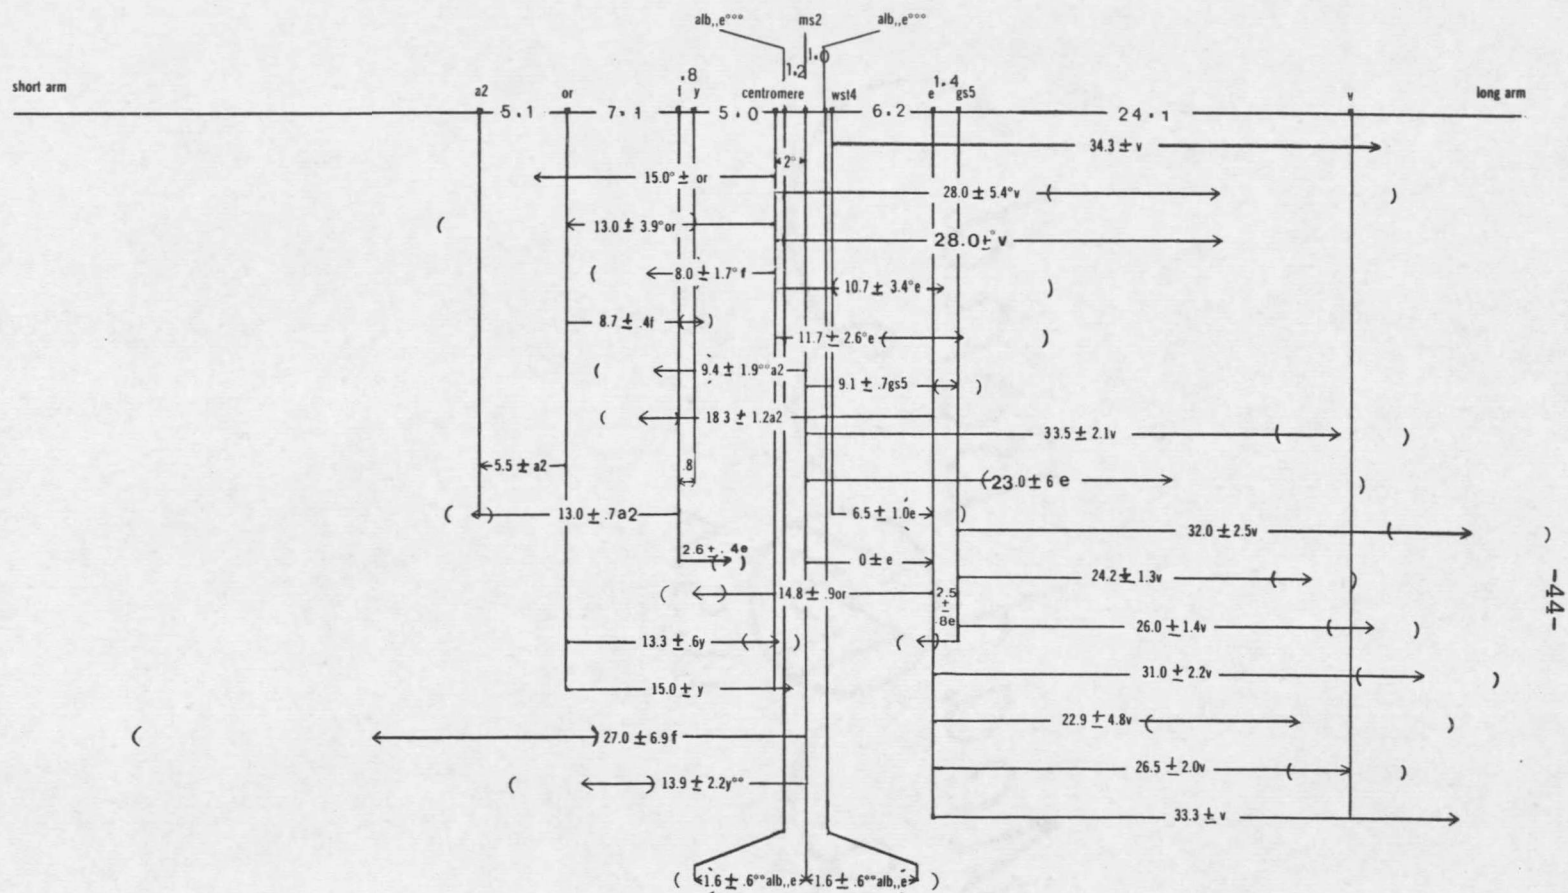 alb,,e°°° ms2 alb,,e°°°
1.2 1.0
short arm a2 or .8 f y centromere wst4 e 1.4 gs5 v long arm
5.1 7.1 5.0 6.2 24.1
34.3 ± v
2°
15.0° ± or
28.0 ± 5.4°v ( )
( 13.0 ± 3.9°or )
28.0±° v
( 8.0 ± 1.7° f
( 10.7 ± 3.4°e )
8.7 ± .4f ( )
11.7 ± 2.6°e ( )
( 9.4 ± 1.9°°a2 )
9.1 ± .7gs5 ( )
( 18.3 ± 1.2a2
33.5 ± 2.1v ( )
5.5 ± a2 .8
( 23.0 ± 6 e )
( ) 13.0 ± .7a2
6.5 ± 1.0e ( )
32.0 ± 2.5v ( )
2.6 ± .4e ( )
0 ± e
24.2 ± 1.3v ( )
( ) 14.8 ± .9or
2.5 ± .8e ( )
26.0 ± 1.4v ( )
13.3 ± .6y ( )
31.0 ± 2.2v ( )
15.0 ± y
22.9 ± 4.8v ( )
( ) 27.0 ± 6.9f
26.5 ± 2.0v ( )
( ) 13.9 ± 2.2y°°
33.3 ± v
( 1.6 ± .6°°alb,,e 1.6 ± .6°°alb,,e )
-44-